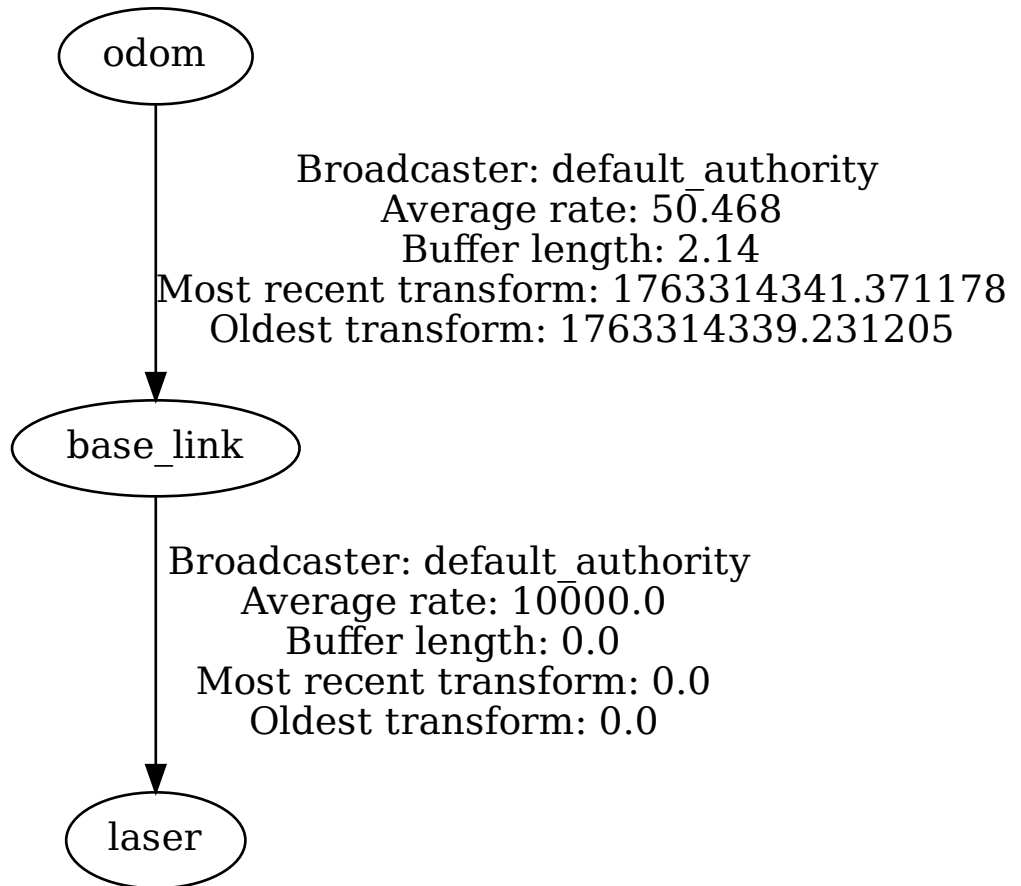 odom
Broadcaster: default_authority
Average rate: 50.468
Buffer length: 2.14
Most recent transform: 1763314341.371178
Oldest transform: 1763314339.231205
base_link
Broadcaster: default_authority
Average rate: 10000.0
Buffer length: 0.0
Most recent transform: 0.0
Oldest transform: 0.0
laser